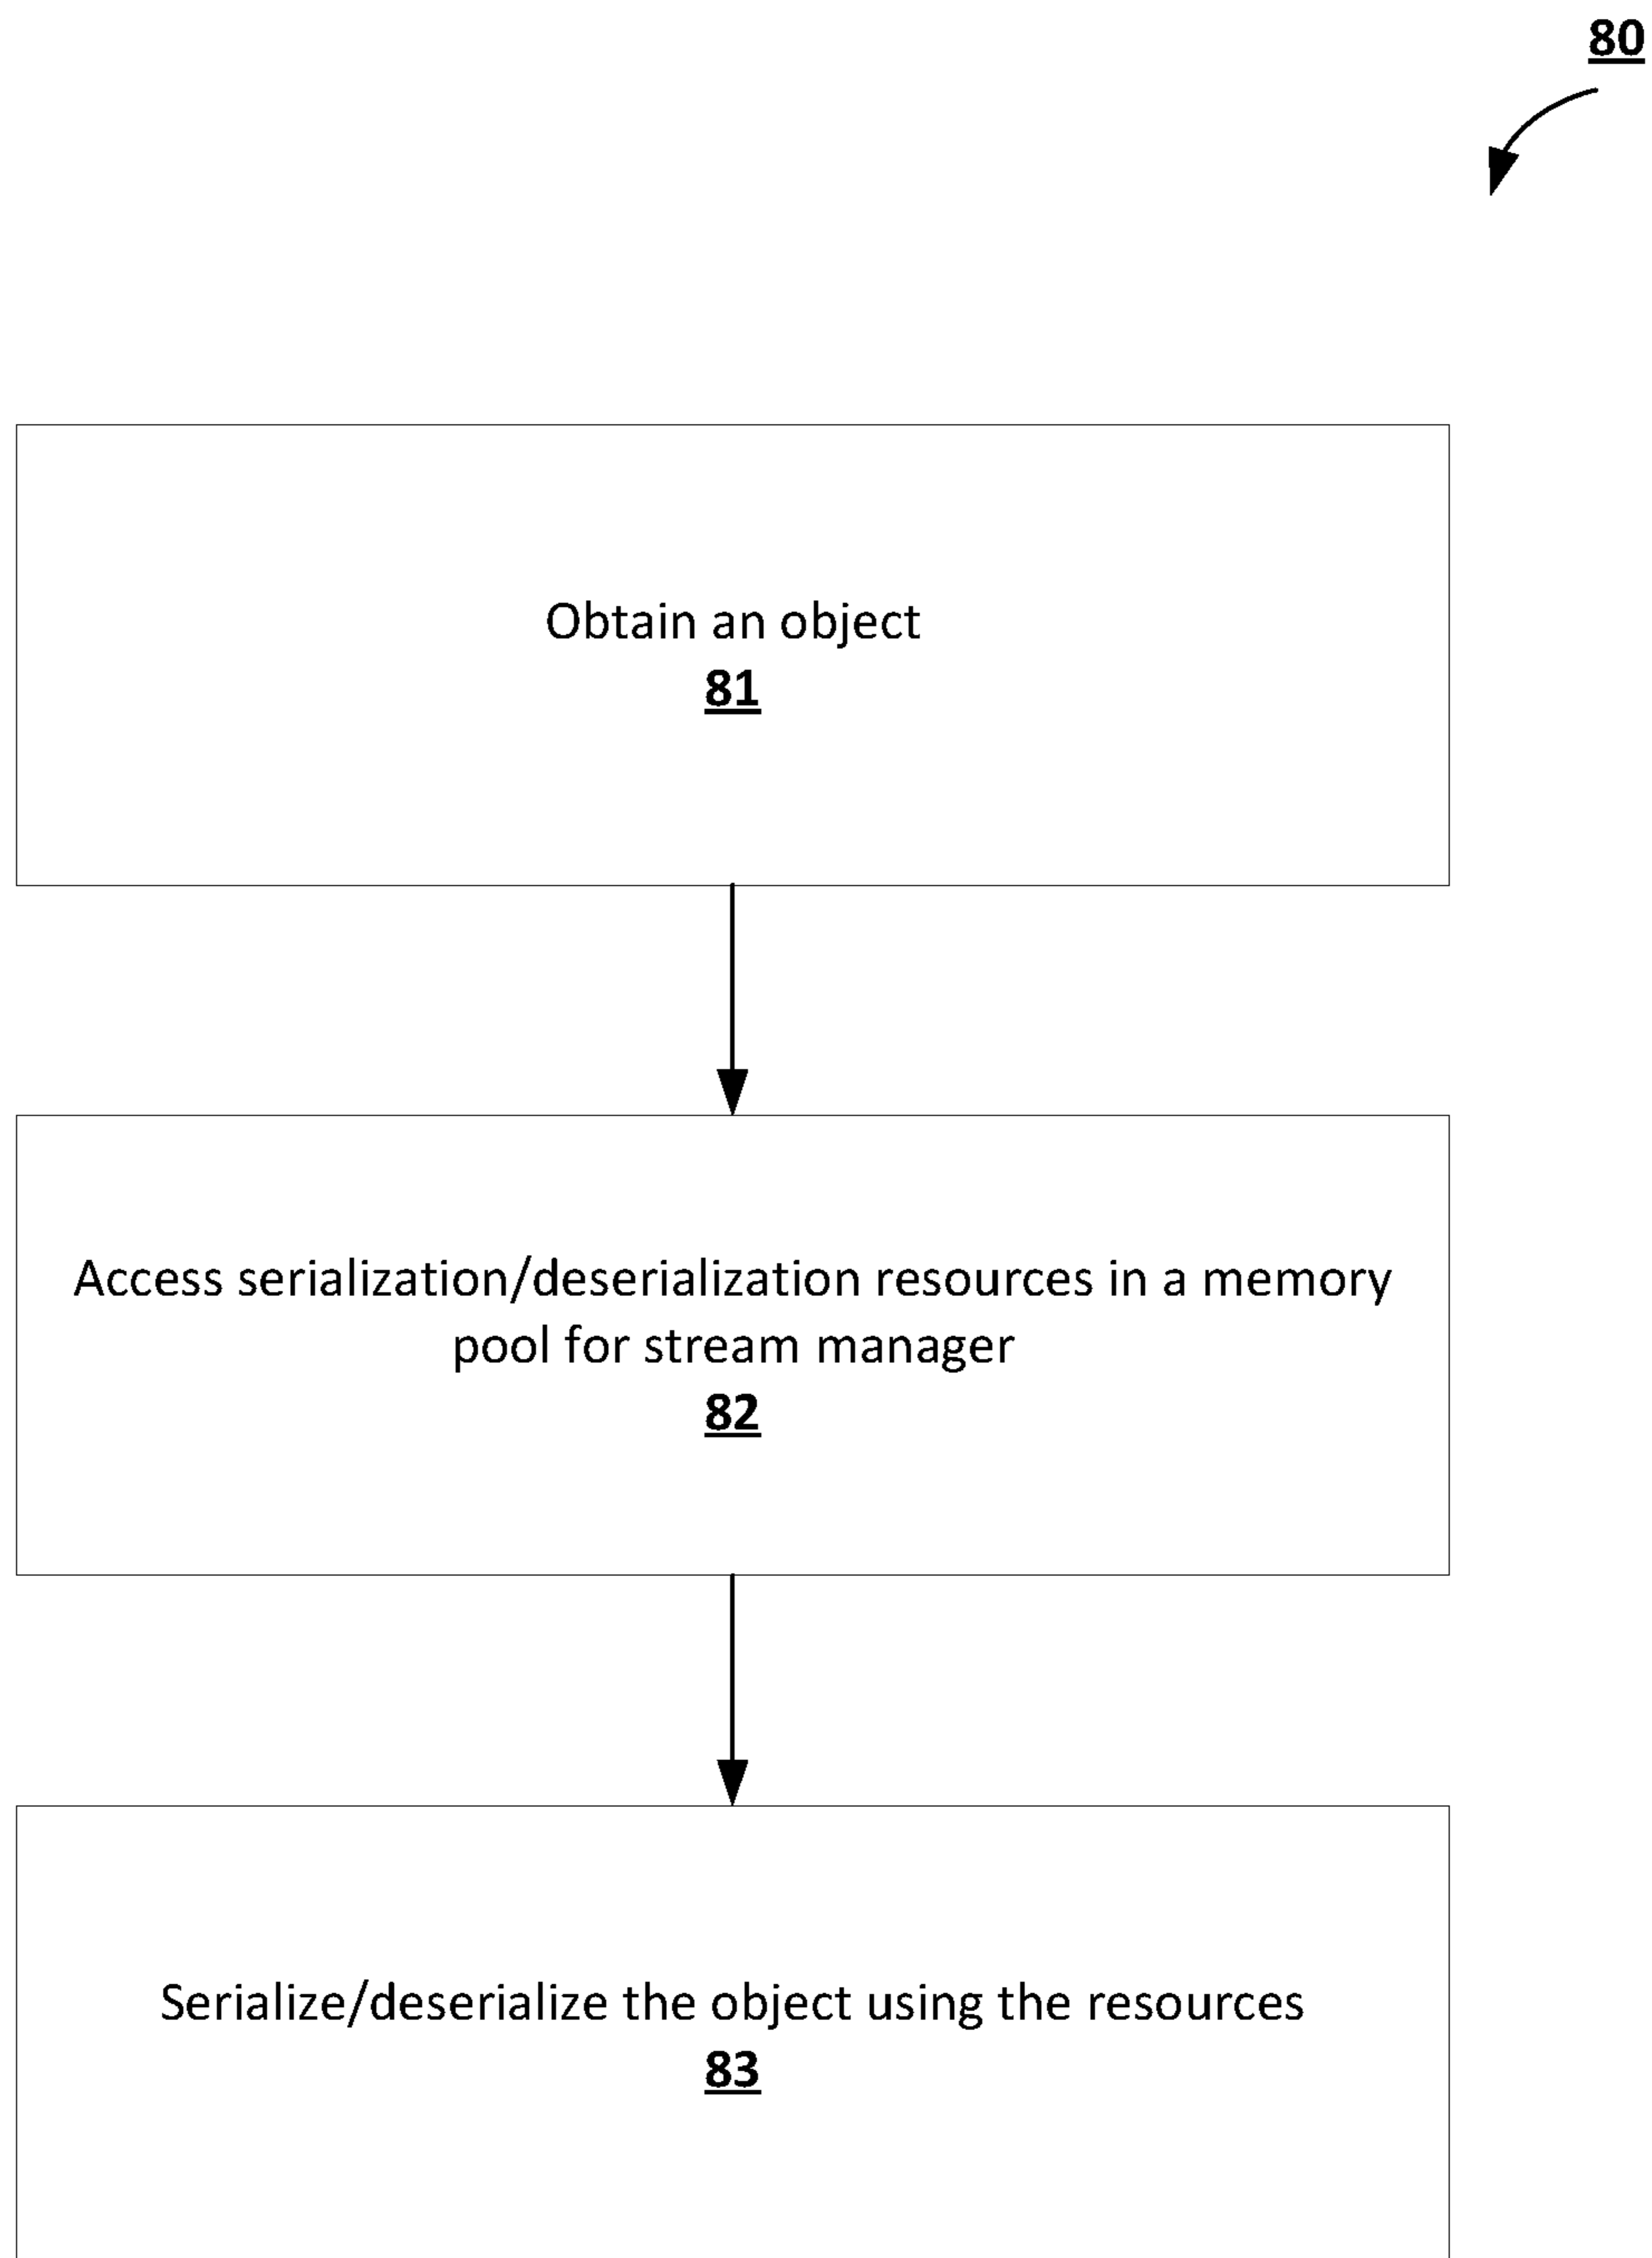 80
Obtain an object
81
Access serialization/deserialization resources in a memory
pool for stream manager
82
Serialize/deserialize the object using the resources
83